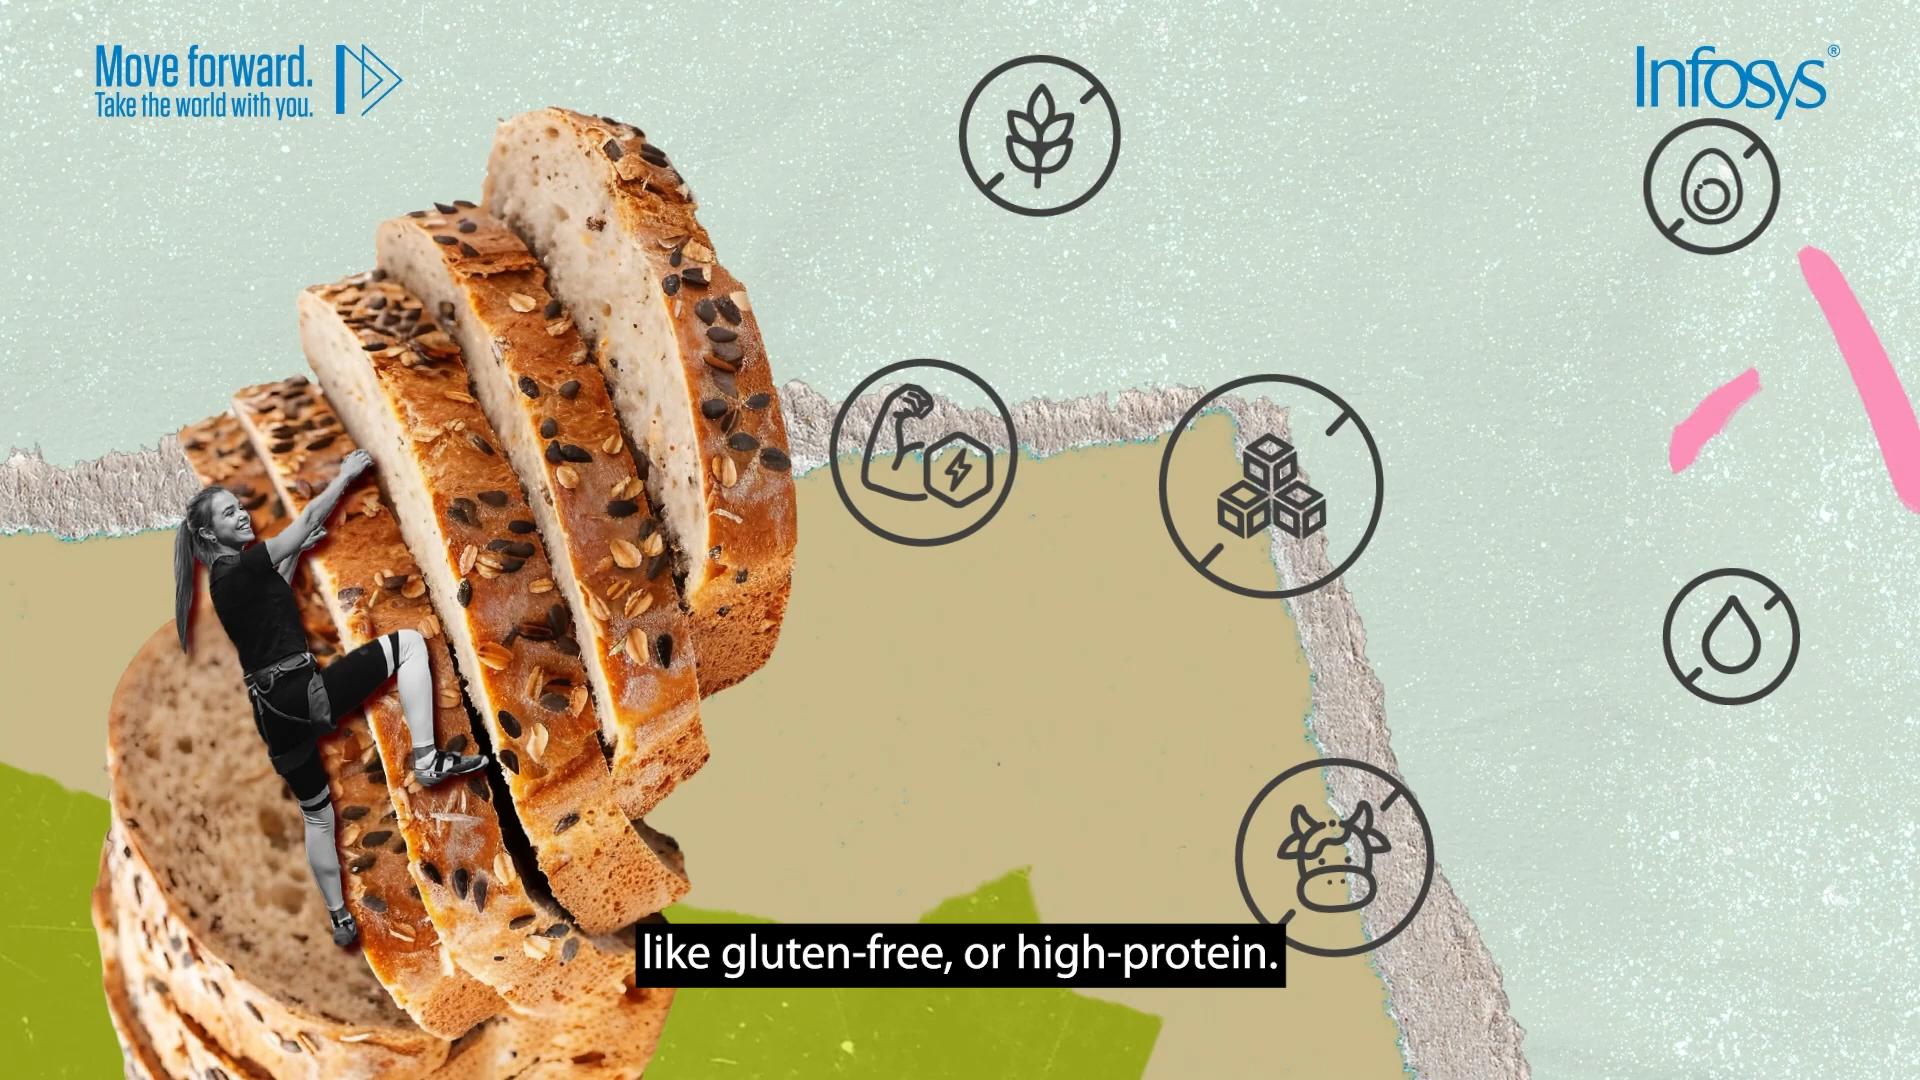 Move forward.
Take the world with you.
Infosys®
like gluten-free, or high-protein.